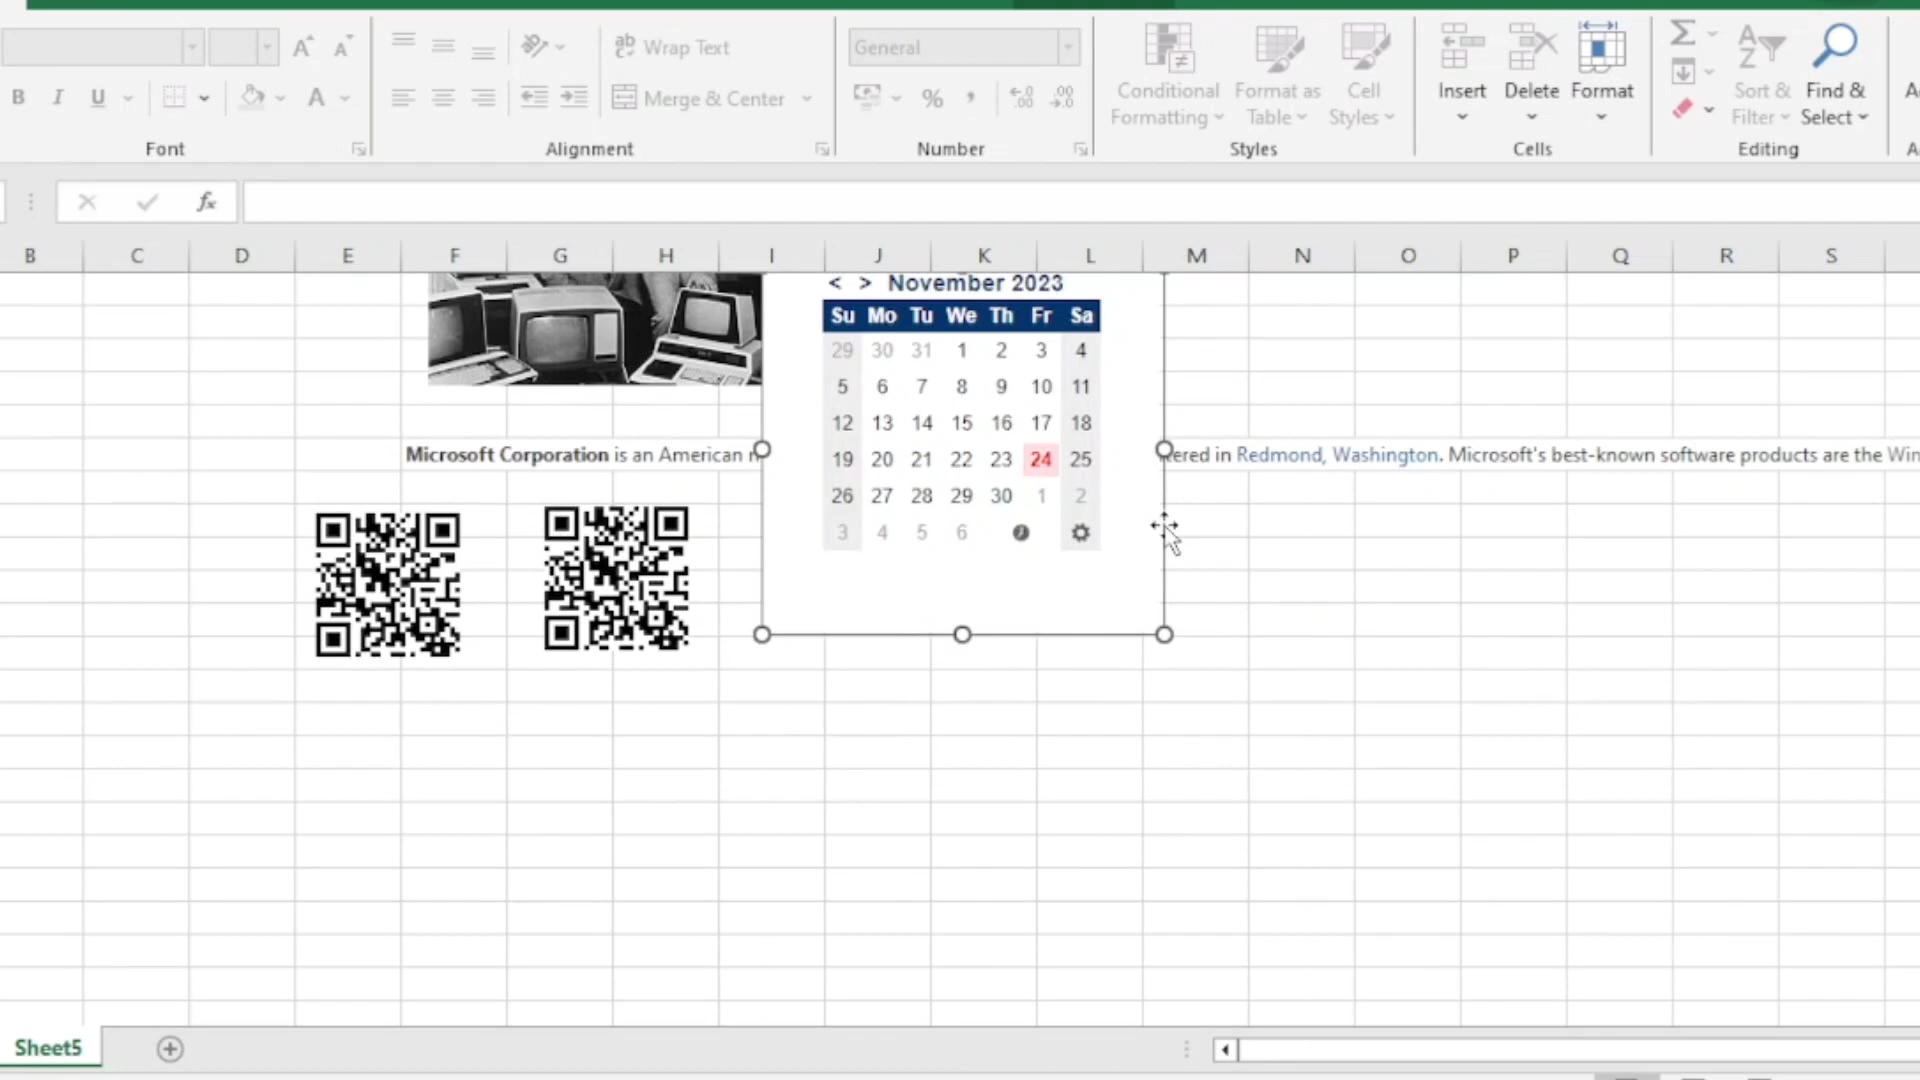 Wrap Text
General
B I U A
Merge & Center
%
Conditional Formatting
Format as Table
Cell Styles
Insert
Delete
Format
Sort & Filter
Find & Select
Font
Alignment
Number
Styles
Cells
Editing
fx
B C D E F G H I J K L M N O P Q R S
< > November 2023
Su Mo Tu We Th Fr Sa
29 30 31 1 2 3 4
5 6 7 8 9 10 11
12 13 14 15 16 17 18
Microsoft Corporation is an American
ered in Redmond, Washington. Microsoft's best-known software products are the Win
19 20 21 22 23 24 25
26 27 28 29 30 1 2
3 4 5 6
Sheet5